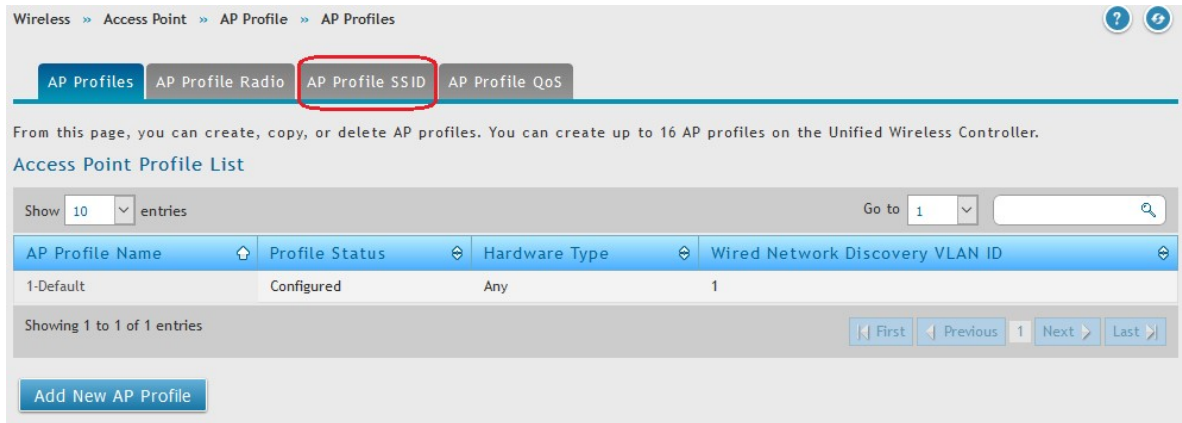 Wireless » Access Point » AP Profile » AP Profiles
?
AP Profiles AP Profile Radio AP Profile SSID AP Profile QoS
From this page, you can create, copy, or delete AP profiles. You can create up to 16 AP profiles on the Unified Wireless Controller.
Access Point Profile List
Show 10 entries Go to 1
AP Profile Name Profile Status Hardware Type Wired Network Discovery VLAN ID
1-Default Configured Any 1
Showing 1 to 1 of 1 entries First Previous 1 Next Last
Add New AP Profile